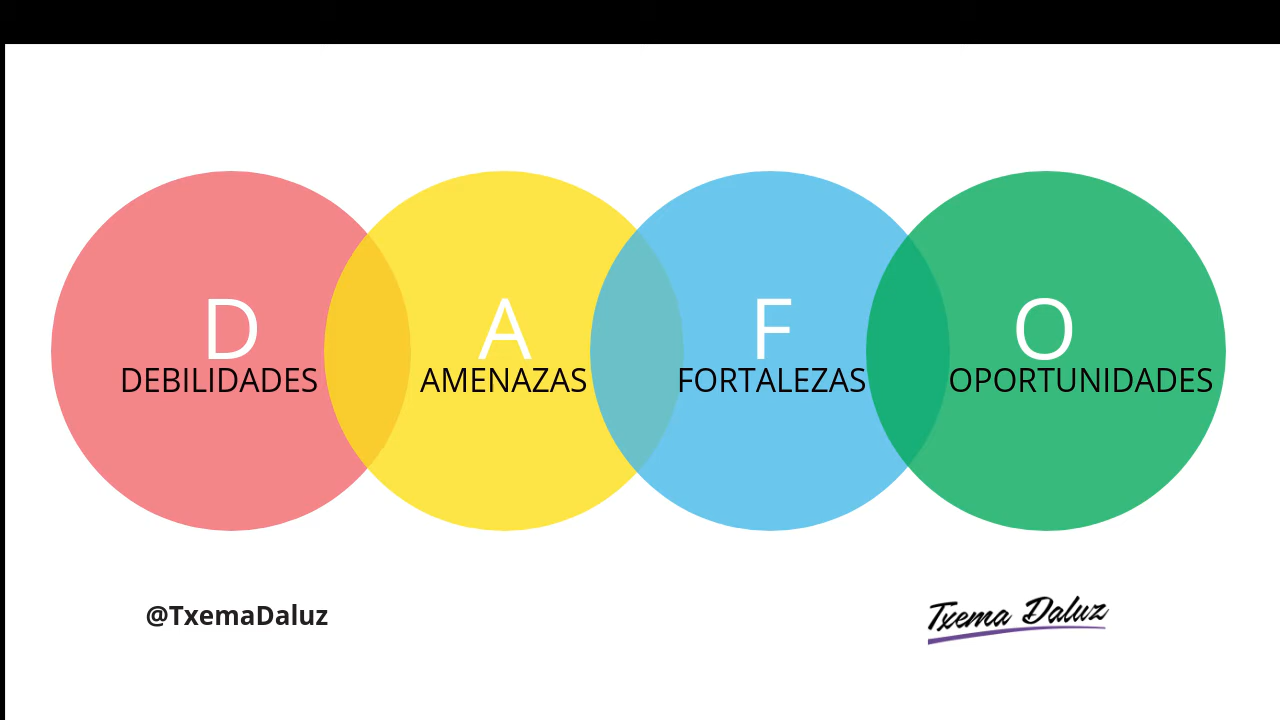 D A F O
DEBILIDADES AMENAZAS FORTALEZAS OPORTUNIDADES
@TxemaDaluz Txema Daluz